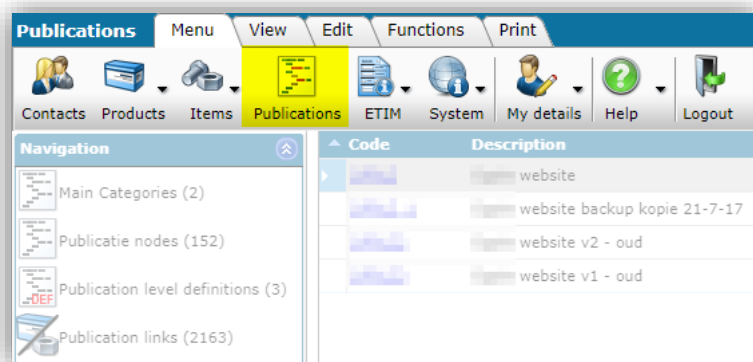 Publications Menu View Edit Functions Print
Contacts Products Items Publications ETIM System My details Help Logout
Navigation
Code Description
Main Categories (2)
Publicatie nodes (152)
DEF
Publication level definitions (3)
Publication links (2163)
website
website backup kopie 21-7-17
website v2 - oud
website v1 - oud